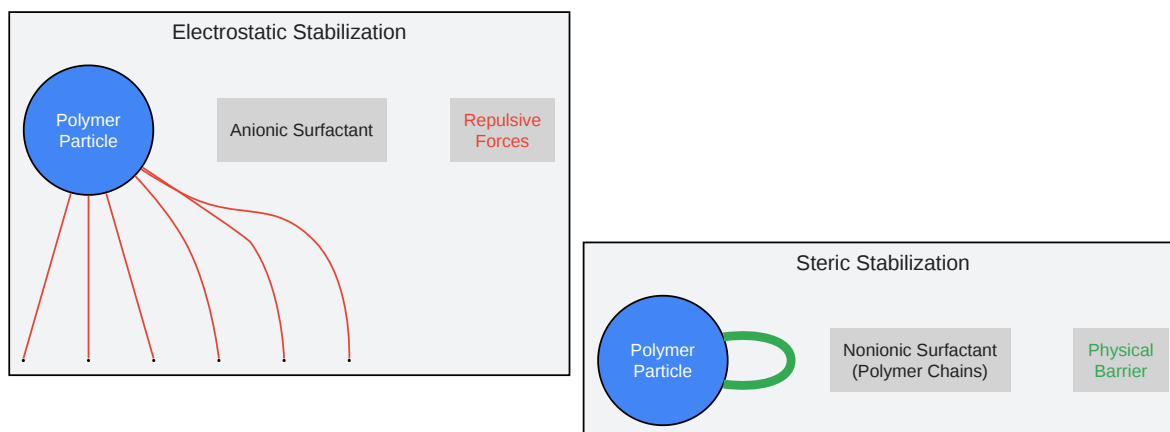 Electrostatic Stabilization
Polymer
Particle
Anionic Surfactant
Repulsive
Forces
Steric Stabilization
Polymer
Particle
Nonionic Surfactant
(Polymer Chains)
Physical
Barrier